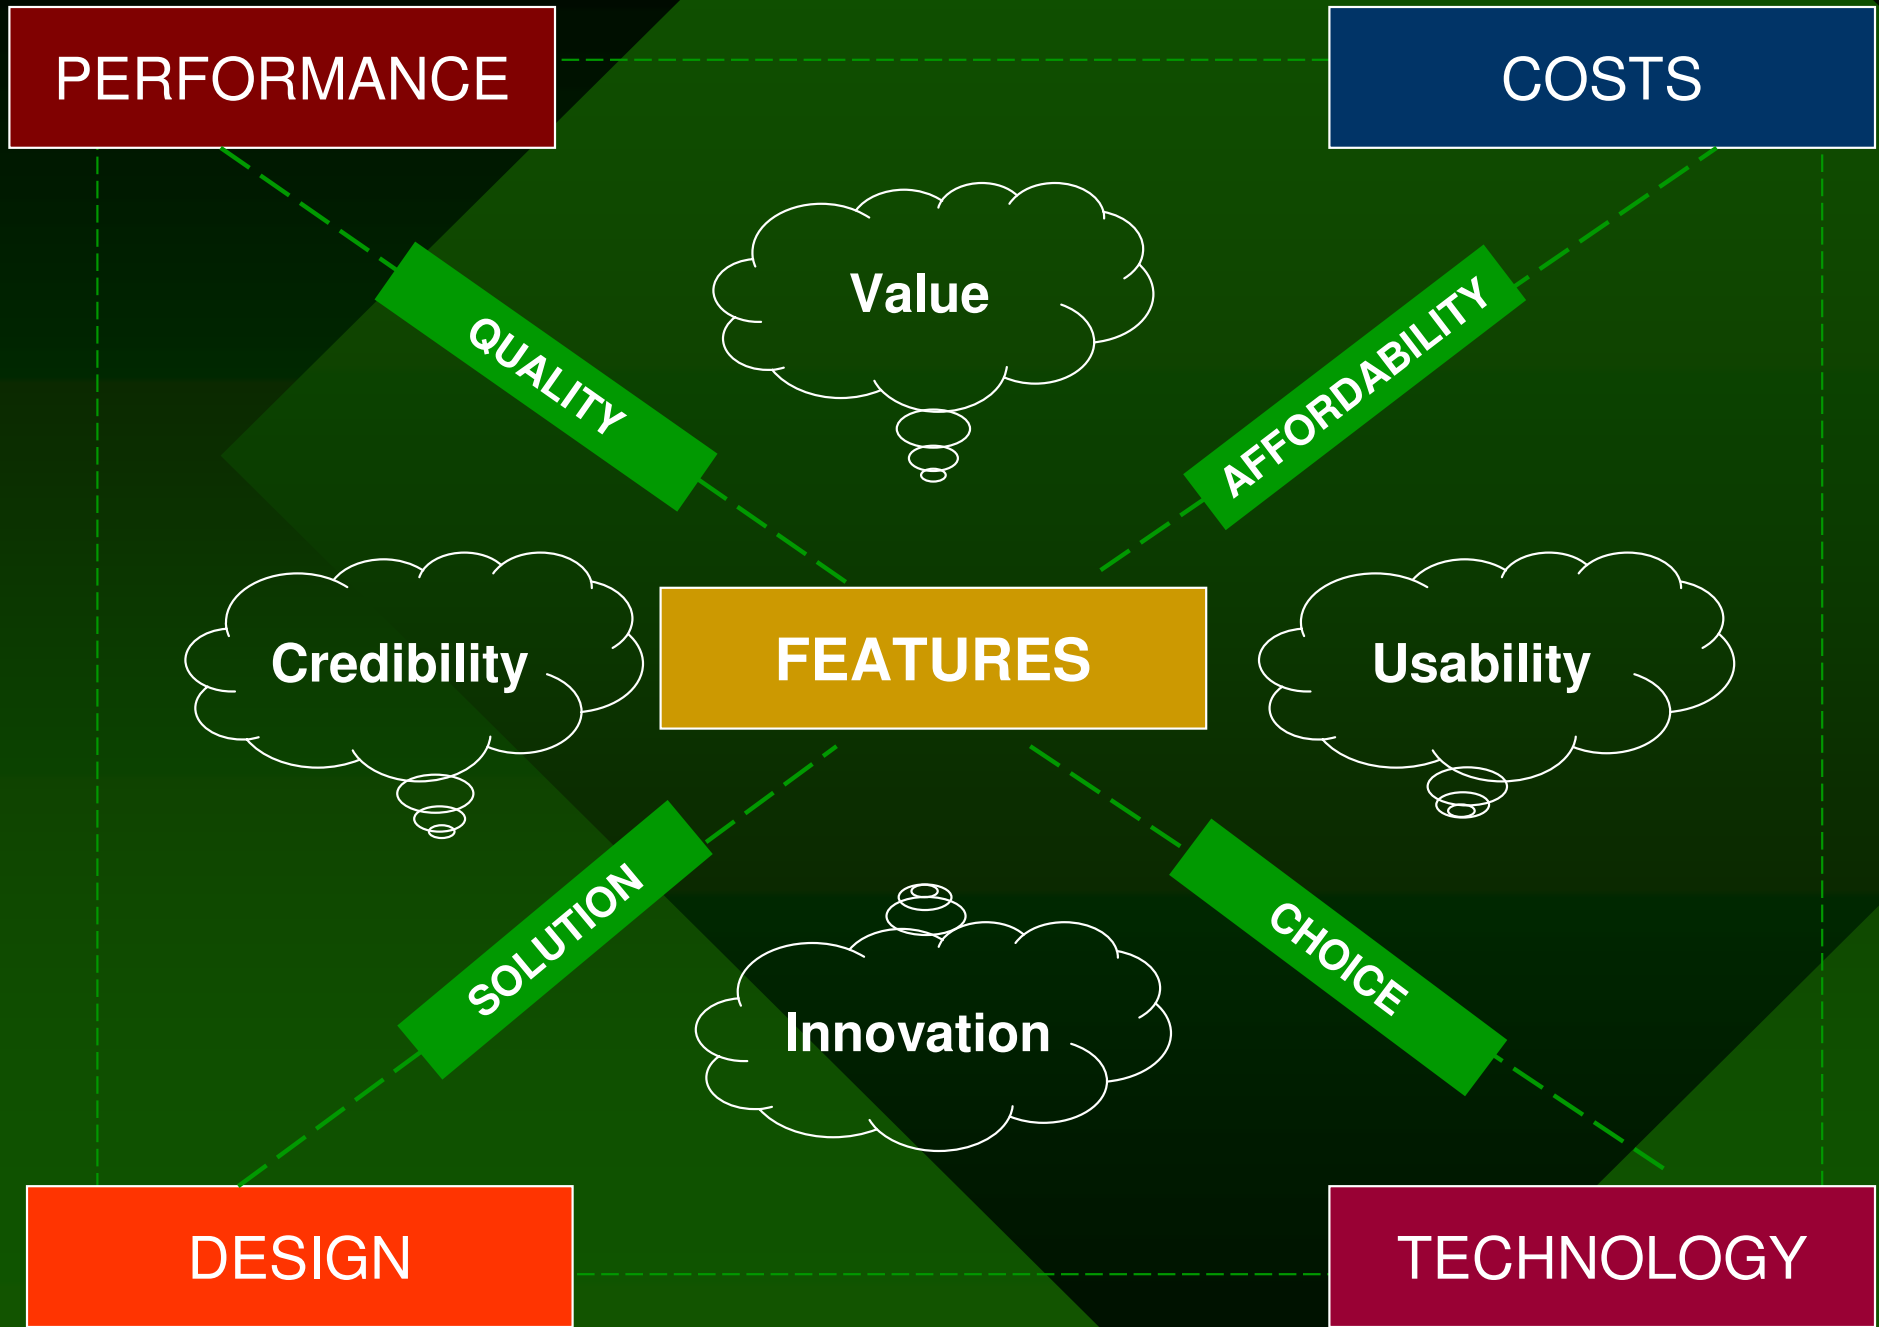 PERFORMANCE
COSTS
Value
QUALITY
AFFORDABILITY
Credibility
FEATURES
Usability
SOLUTION
CHOICE
Innovation
DESIGN
TECHNOLOGY